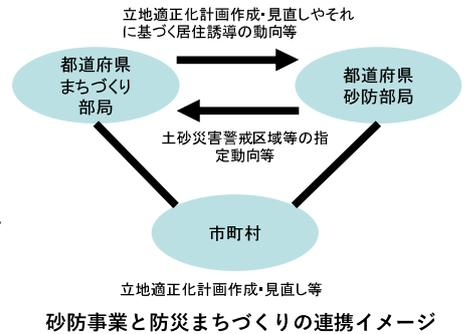 立地適正化計画作成・見直しやそれ
に基づく居住誘導の動向等
都道府県
まちづくり
部局
都道府県
砂防部局
土砂災害警戒区域等の指
定動向等
市町村
立地適正化計画作成・見直し等
砂防事業と防災まちづくりの連携イメージ